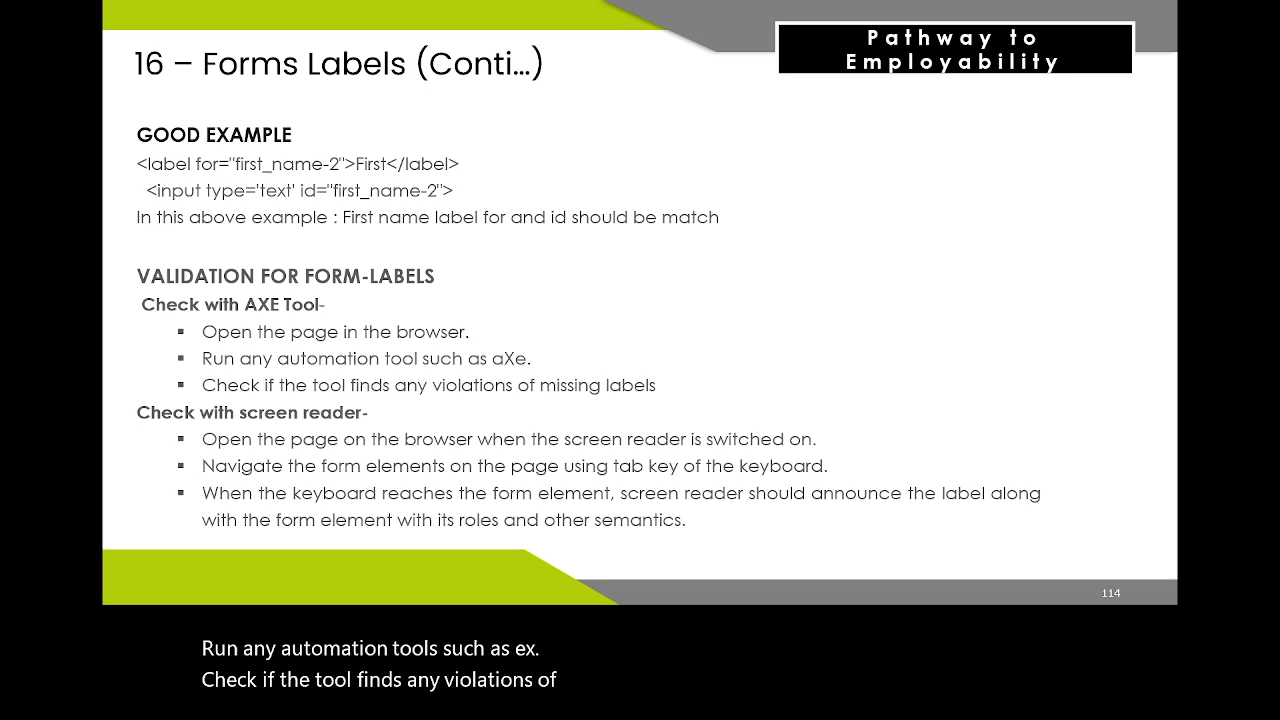 Pathway to
Employability
16 – Forms Labels (Conti…)
GOOD EXAMPLE
<label for="first_name-2">First</label>
<input type='text' id="first_name-2">
In this above example : First name label for and id should be match
VALIDATION FOR FORM-LABELS
Check with AXE Tool-
▪ Open the page in the browser.
▪ Run any automation tool such as aXe.
▪ Check if the tool finds any violations of missing labels
Check with screen reader-
▪ Open the page on the browser when the screen reader is switched on.
▪ Navigate the form elements on the page using tab key of the keyboard.
▪ When the keyboard reaches the form element, screen reader should announce the label along
with the form element with its roles and other semantics.
114
Run any automation tools such as ex.
Check if the tool finds any violations of